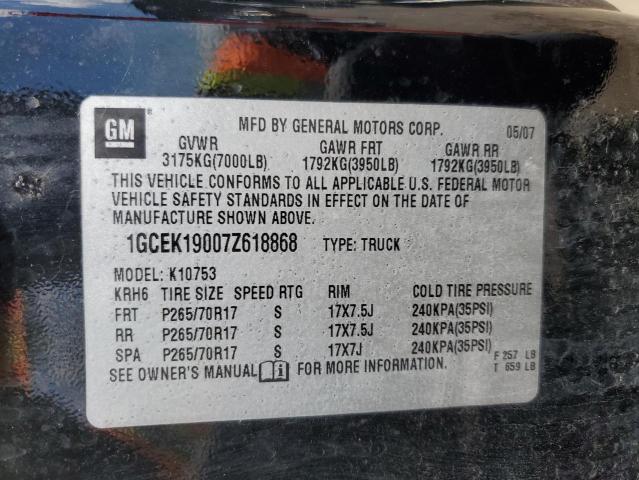 GM ®
MFD BY GENERAL MOTORS CORP. 05/07
GVWR GAWR FRT GAWR RR
3175KG(7000LB) 1792KG(3950LB) 1792KG(3950LB)
THIS VEHICLE CONFORMS TO ALL APPLICABLE U.S. FEDERAL MOTOR
VEHICLE SAFETY STANDARDS IN EFFECT ON THE DATE OF
MANUFACTURE SHOWN ABOVE.
1GCEK19007Z618868 TYPE: TRUCK
MODEL: K10753
KRH6 TIRE SIZE SPEED RTG RIM COLD TIRE PRESSURE
FRT P265/70R17 S 17X7.5J 240KPA(35PSI)
RR P265/70R17 S 17X7.5J 240KPA(35PSI)
SPA P265/70R17 S 17X7J 240KPA(35PSI)
SEE OWNER'S MANUAL i FOR MORE INFORMATION.
F 257 LB
T 659 LB